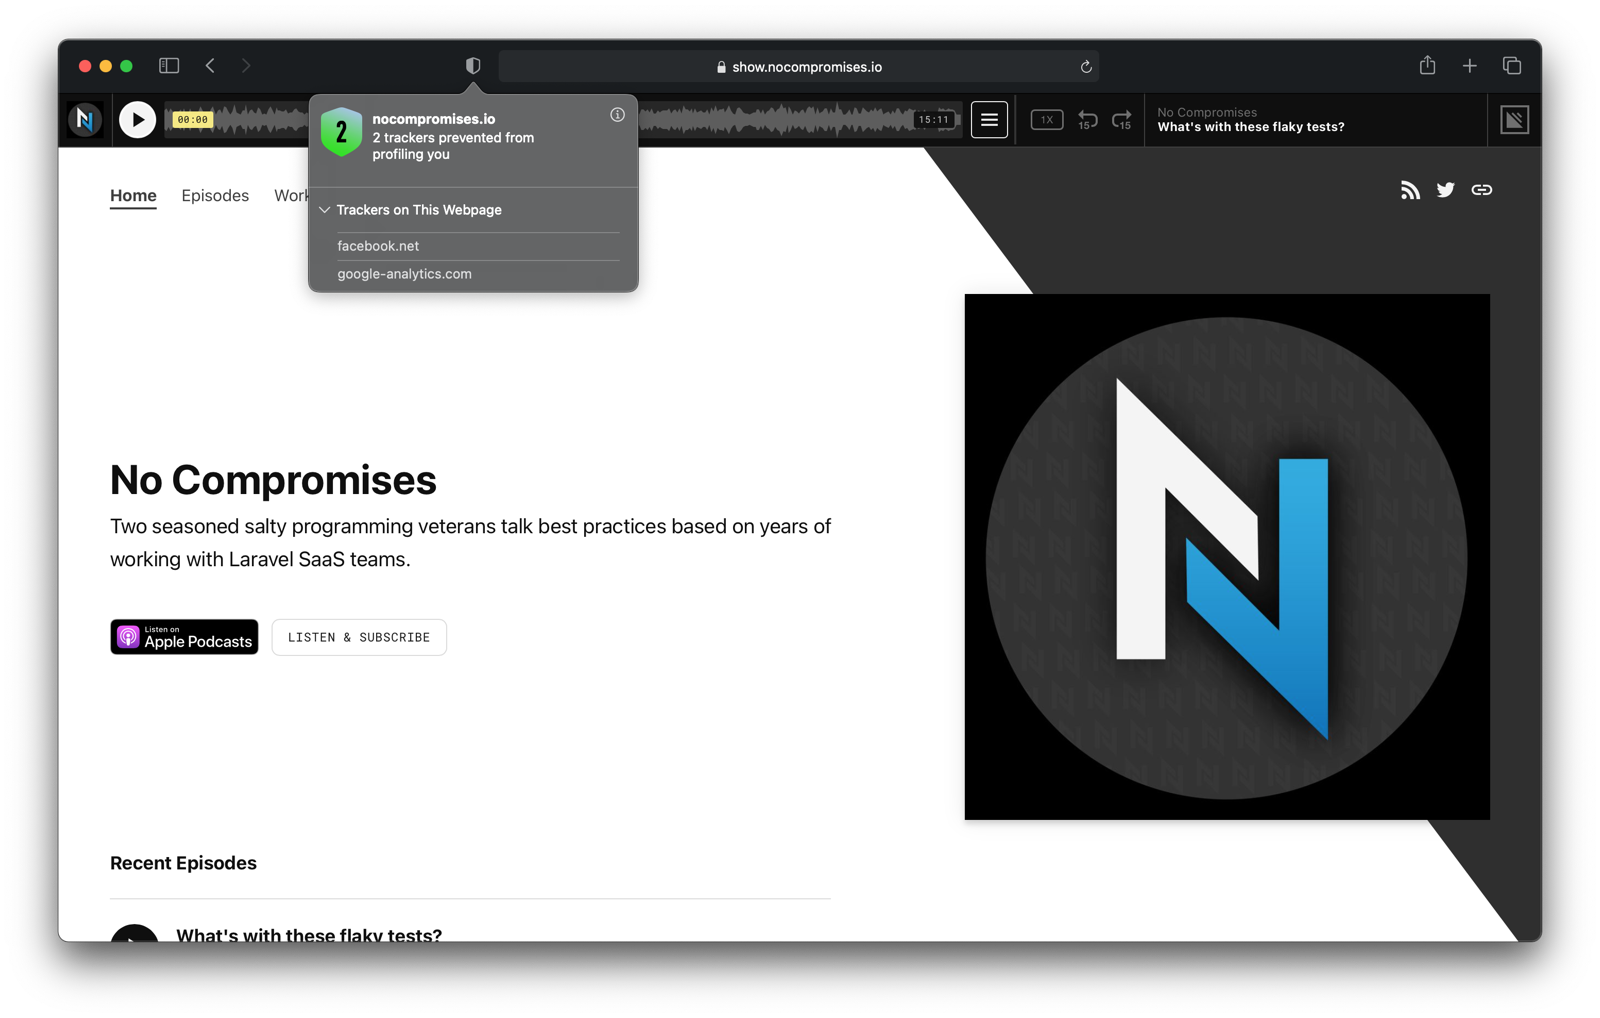 show.nocompromises.io
00:00
15:11
1X
15
15
No Compromises
What's with these flaky tests?
2
nocompromises.io
2 trackers prevented from
profiling you
Trackers on This Webpage
facebook.net
google-analytics.com
Home
Episodes
No Compromises
Two seasoned salty programming veterans talk best practices based on years of
working with Laravel SaaS teams.
Listen on
Apple Podcasts
LISTEN & SUBSCRIBE
Recent Episodes
What's with these flaky tests?